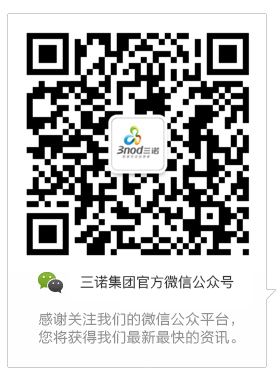 3nod三诺
三诺集团官方微信公众号
感谢关注我们的微信公众平台，
您将获得我们最新最快的资讯。